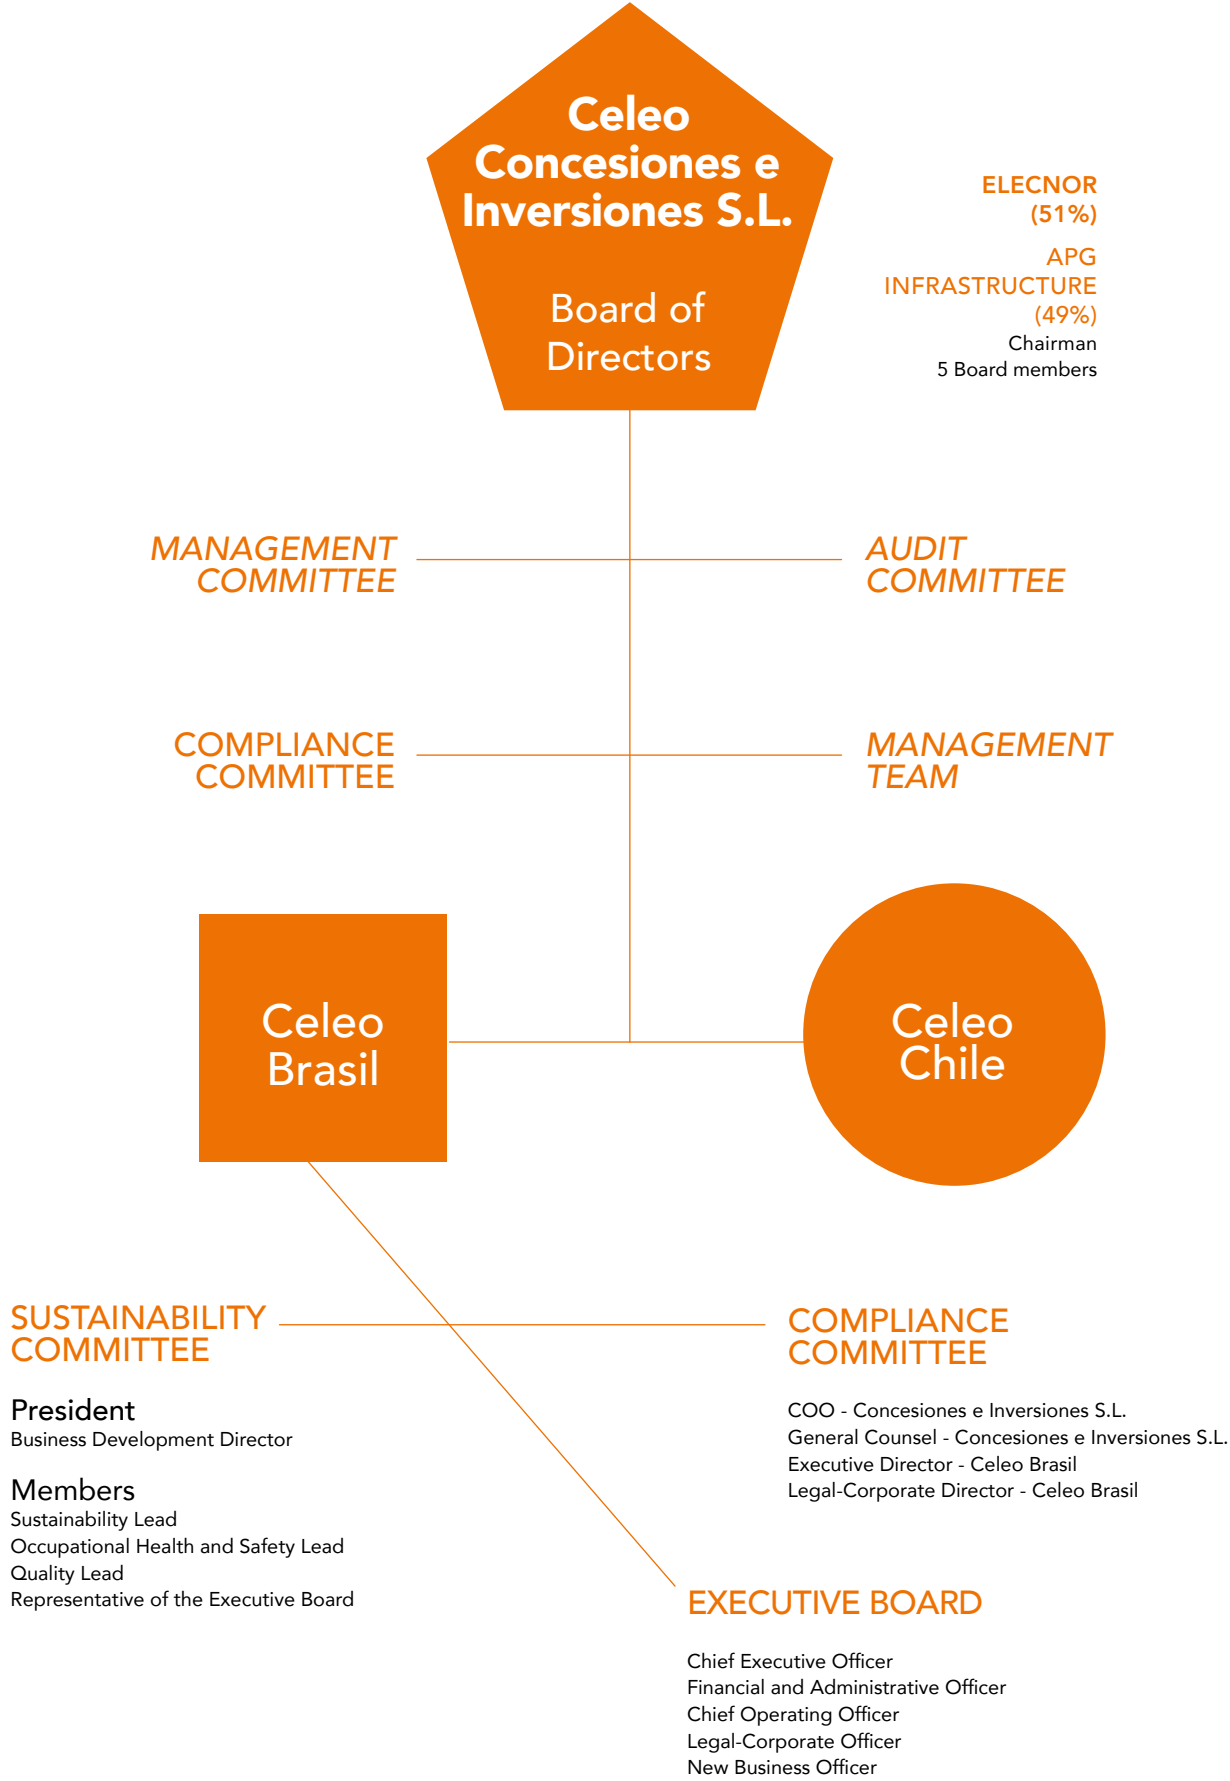 Celeo
Concesiones e
Inversiones S.L.
Board of
Directors
ELECNOR
(51%)
APG
INFRASTRUCTURE
(49%)
Chairman
5 Board members
MANAGEMENT
COMMITTEE
AUDIT
COMMITTEE
COMPLIANCE
COMMITTEE
MANAGEMENT
TEAM
Celeo
Brasil
Celeo
Chile
SUSTAINABILITY
COMMITTEE
President
Business Development Director
Members
Sustainability Lead
Occupational Health and Safety Lead
Quality Lead
Representative of the Executive Board
COMPLIANCE
COMMITTEE
COO - Concesiones e Inversiones S.L.
General Counsel - Concesiones e Inversiones S.L.
Executive Director - Celeo Brasil
Legal-Corporate Director - Celeo Brasil
EXECUTIVE BOARD
Chief Executive Officer
Financial and Administrative Officer
Chief Operating Officer
Legal-Corporate Officer
New Business Officer